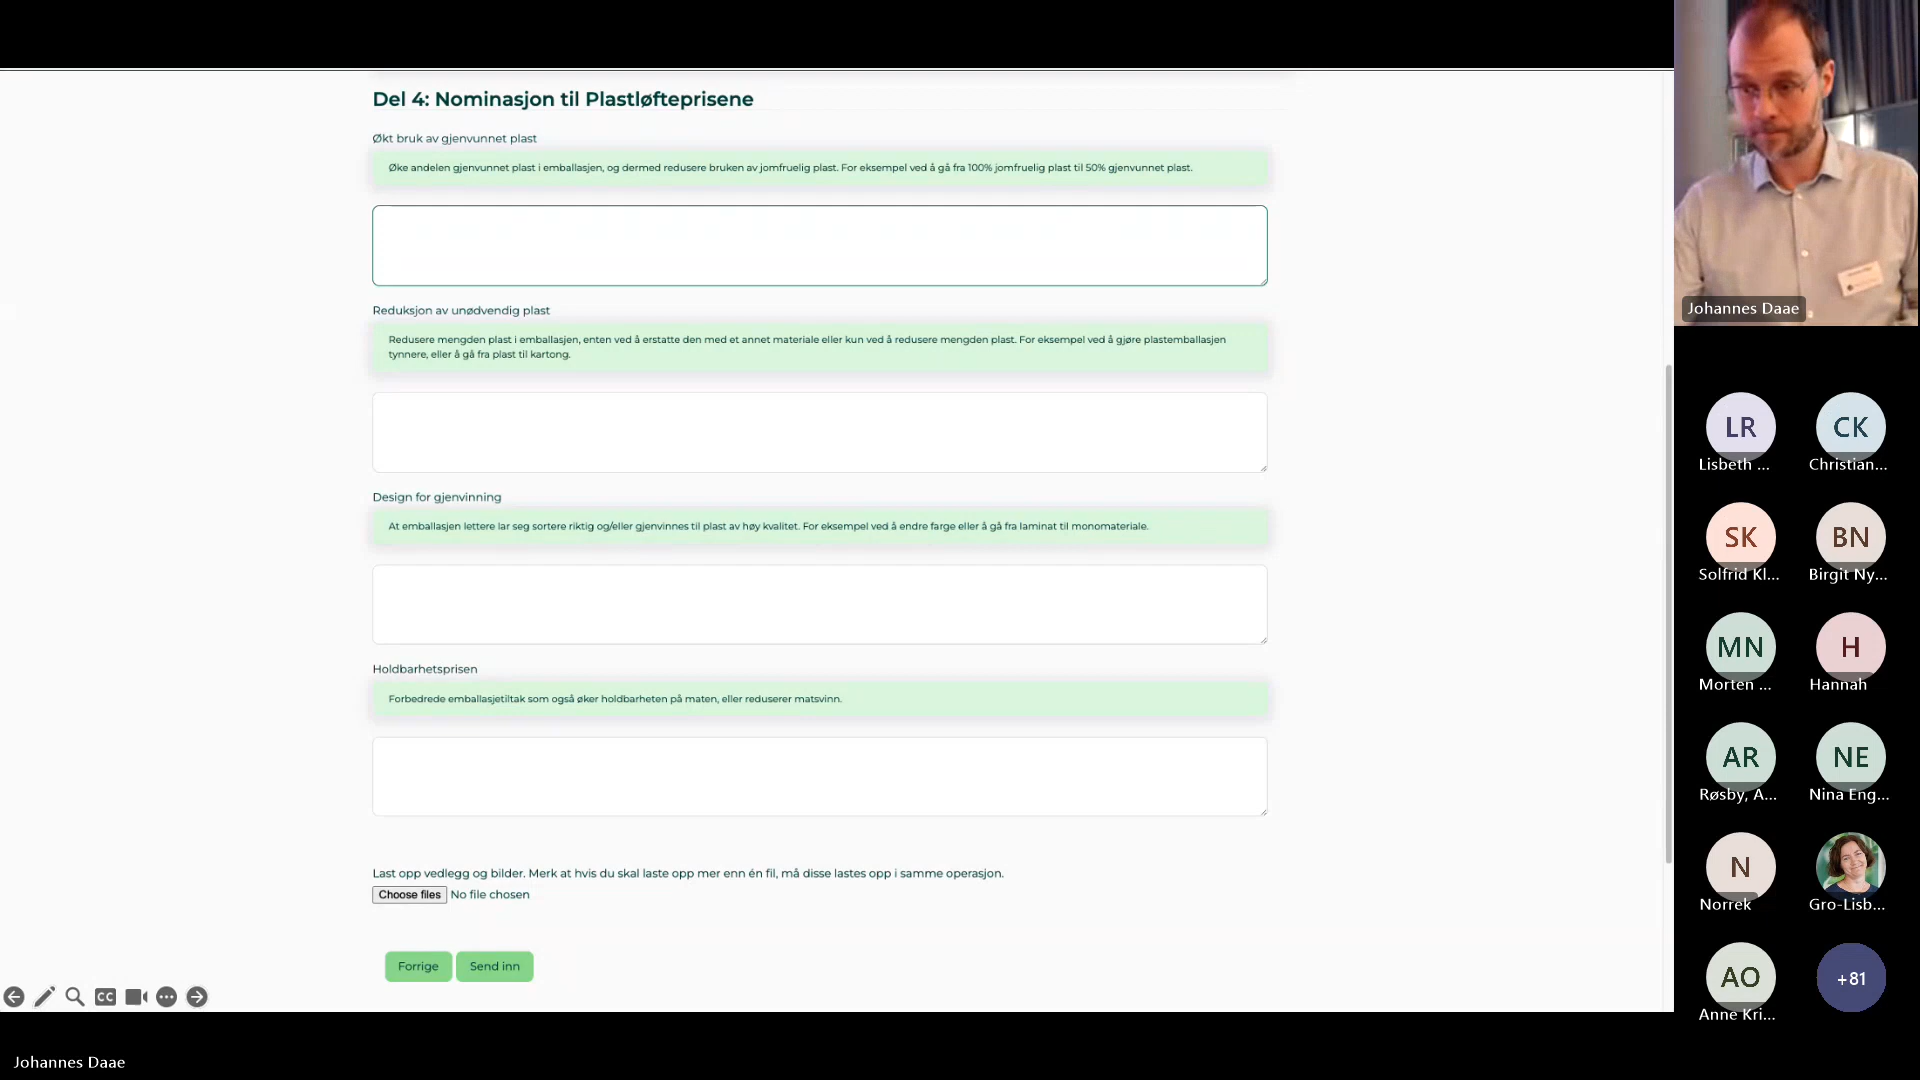 Del 4: Nominasjon til Plastløfteprisene
Økt bruk av gjenvunnet plast
Øke andelen gjenvunnet plast i emballasjen, og dermed redusere bruken av jomfruelig plast. For eksempel ved å gå fra 100% jomfruelig plast til 50% gjenvunnet plast.
Reduksjon av unødvendig plast
Redusere mengden plast i emballasjen, enten ved å erstatte den med et annet materiale eller kun ved å redusere mengden plast. For eksempel ved å gjøre plastemballasjen
tynnere, eller å gå fra plast til kartong.
Design for gjenvinning
At emballasjen lettere lar seg sortere riktig og/eller gjenvinnes til plast av høy kvalitet. For eksempel ved å endre farge eller å gå fra laminat til monomateriale.
Holdbarhetsprisen
Forbedrede emballasjetiltak som også øker holdbarheten på maten, eller reduserer matsvinn.
Last opp vedlegg og bilder. Merk at hvis du skal laste opp mer enn én fil, må disse lastes opp i samme operasjon.
Choose files No file chosen
Forrige Send inn
CC
Johannes Daae
Johannes Daae
LR CK
Lisbeth ... Christian...
SK BN
Solfrid Kl... Birgit Ny...
MN H
Morten ... Hannah
AR NE
Røsby, A... Nina Eng...
N
Norrek Gro-Lisb...
AO +81
Anne Kri...